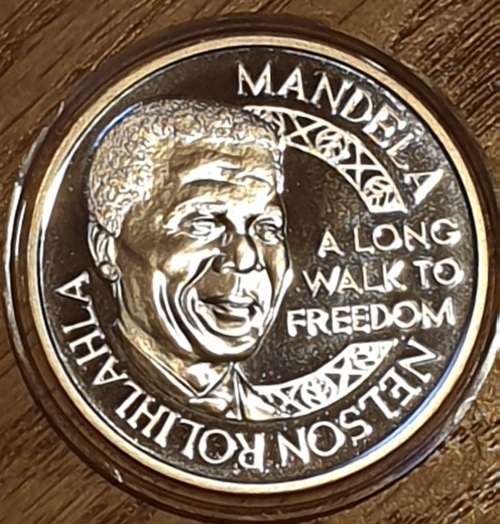 NELSON ROLIHLAHLA
MANDELA
A LONG
WALK TO
FREEDOM